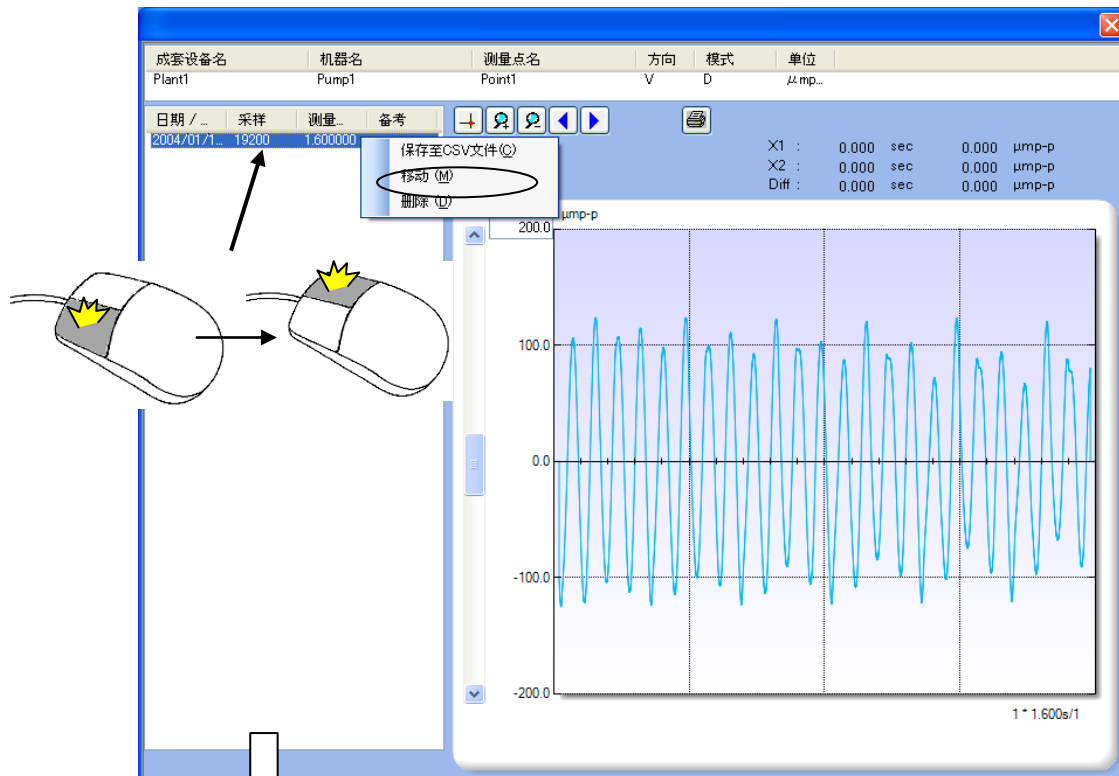 成套设备名 机器名 测量点名 方向 模式 单位
Plant1 Pump1 Point1 V D μmp...
日期 / ... 采样 测量... 备考
2004/01/1... 19200 1.600000
保存至CSV文件(C)
移动 (M)
删除 (D)
X1 : 0.000 sec 0.000 μmp-p
X2 : 0.000 sec 0.000 μmp-p
Diff : 0.000 sec 0.000 μmp-p
μmp-p
200.0
100.0
0.0
-100.0
-200.0
1 * 1.600s/1